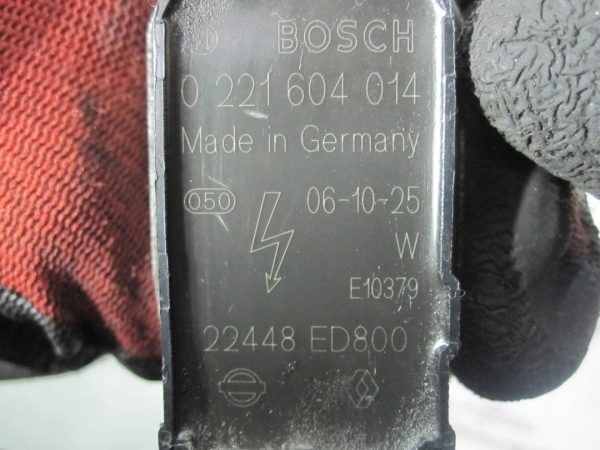 BOSCH
0 221 604 014
Made in Germany
050 06-10-25
W
E10379
22448 ED800